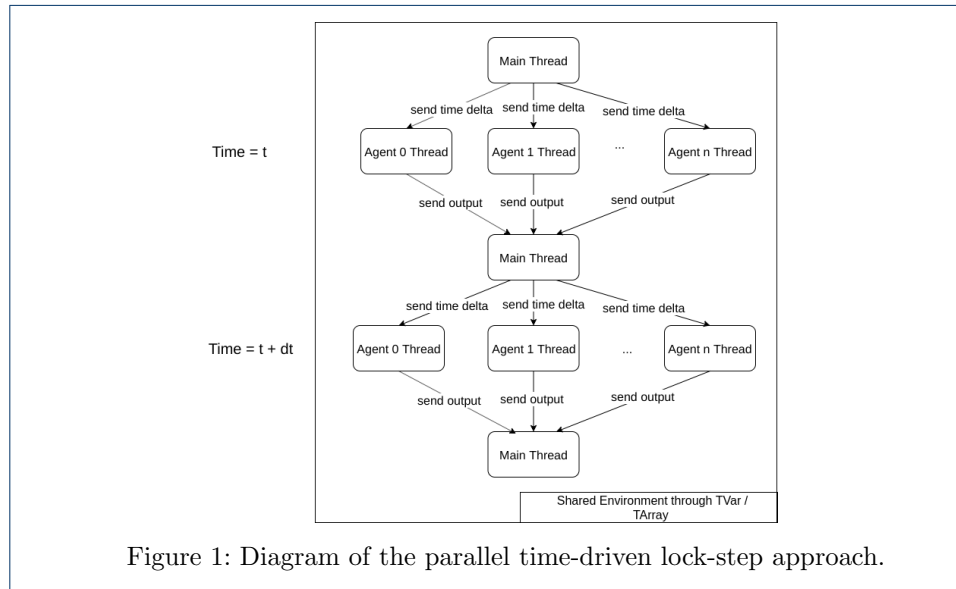 Main Thread
send time delta send time delta send time delta
Time = t
Agent 0 Thread Agent 1 Thread ... Agent n Thread
send output send output send output
Main Thread
send time delta send time delta send time delta
Time = t + dt
Agent 0 Thread Agent 1 Thread ... Agent n Thread
send output send output send output
Main Thread
Shared Environment through TVar /
TArray
Figure 1: Diagram of the parallel time-driven lock-step approach.